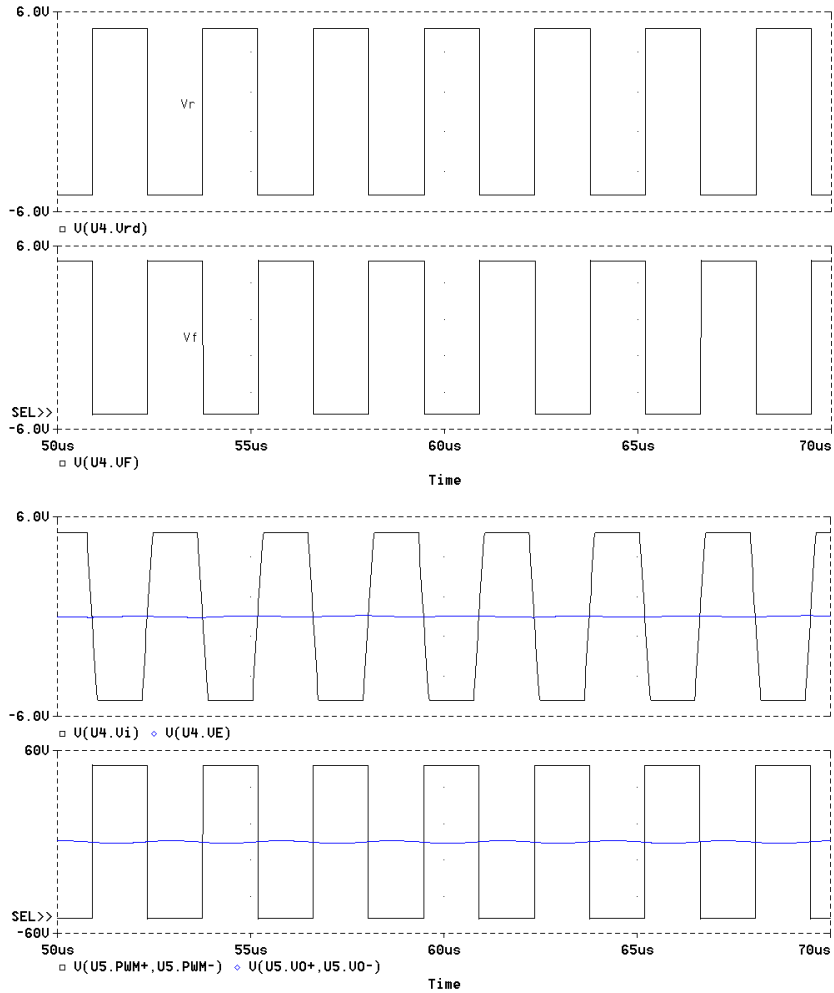 6.0V
Vr
-6.0V
V(U4.Vrd)
6.0V
Vf
SEL>>
-6.0V
50us 55us 60us 65us 70us
V(U4.VF)
Time
6.0V
-6.0V
V(U4.Vi) V(U4.VE)
60V
SEL>>
-60V
50us 55us 60us 65us 70us
V(U5.PWM+,U5.PWM-) V(U5.VO+,U5.VO-)
Time